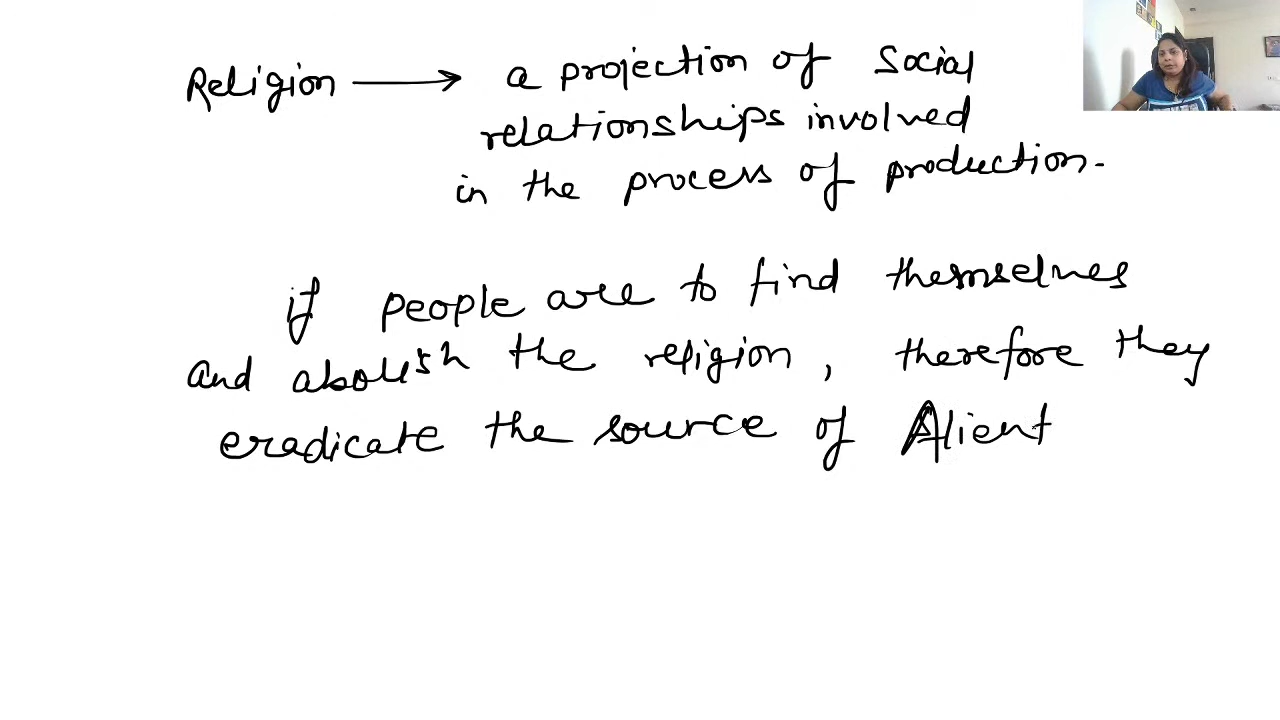 Religion → a projection of Social
relationships involved
in the process of production.
if people are to find themselves
and abolish the religion, therefore they
eradicate the source of Alient